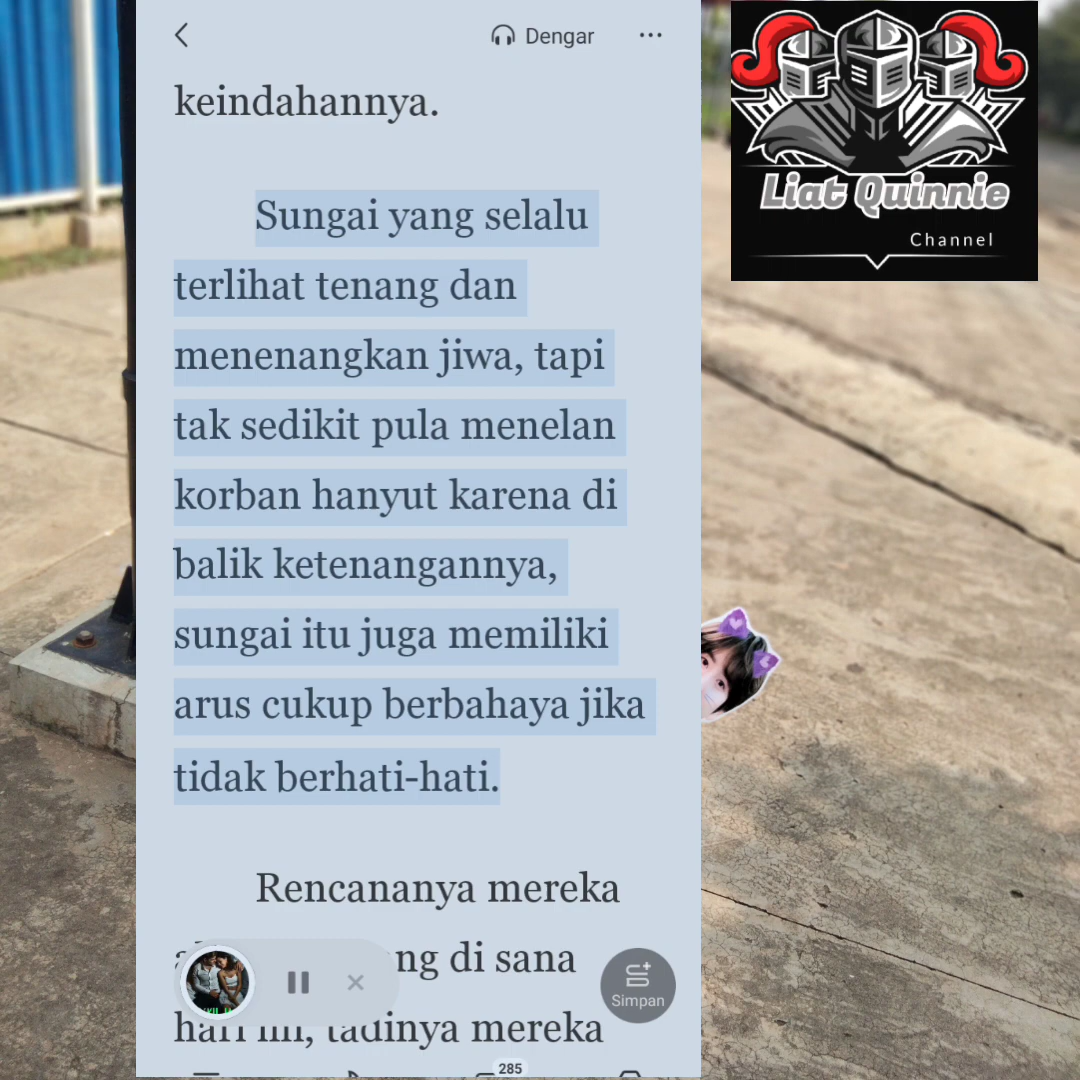 Dengar
keindahannya.
Sungai yang selalu
terlihat tenang dan
menenangkan jiwa, tapi
tak sedikit pula menelan
korban hanyut karena di
balik ketenangannya,
sungai itu juga memiliki
arus cukup berbahaya jika
tidak berhati-hati.
Rencananya mereka
di sana
tadinya mereka
Simpan
285
Liat Quinnie
Channel